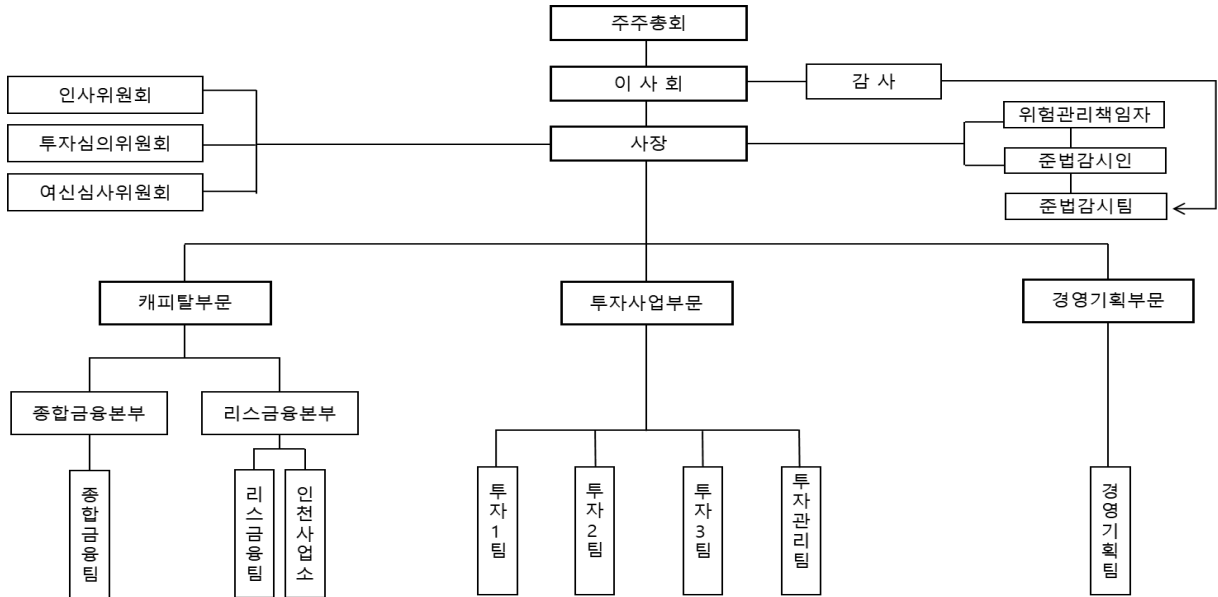 주주총회
이 사 회
감 사
인사위원회
위험관리책임자
투자심의위원회
사장
준법감시인
여신심사위원회
준법감시팀
캐피탈부문
투자사업부문
경영기획부문
종합금융본부
리스금융본부
종합금융팀
리스금융팀
인천사업소
투자1팀
투자2팀
투자3팀
투자관리팀
경영기획팀